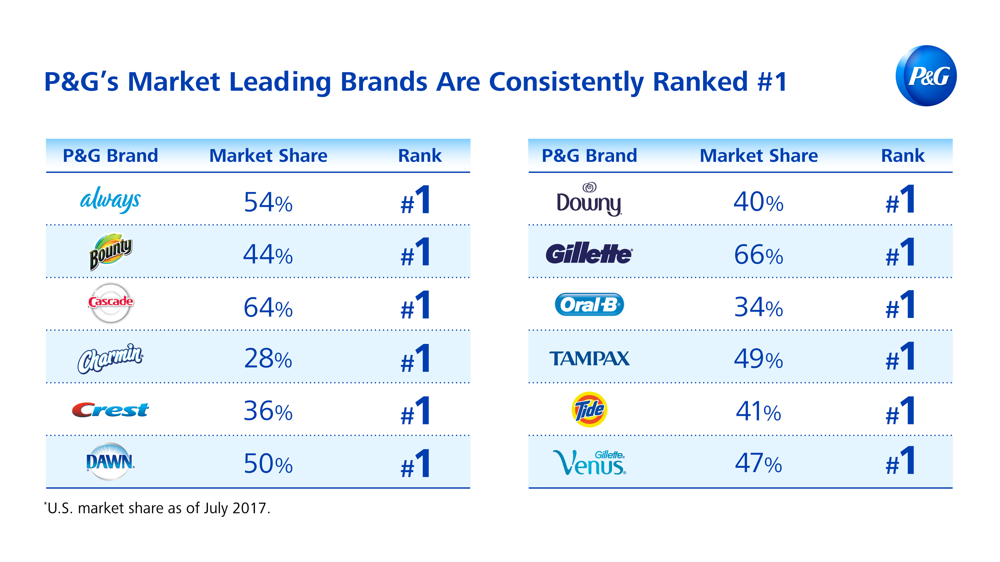 P&G's Market Leading Brands Are Consistently Ranked #1
P&G
P&G Brand Market Share Rank
always 54% #1
Bounty 44% #1
Cascade 64% #1
Charmin® 28% #1
Crest 36% #1
DAWN® 50% #1
P&G Brand Market Share Rank
Downy® 40% #1
Gillette® 66% #1
Oral-B® 34% #1
TAMPAX 49% #1
Tide 41% #1
Gillette® Venus® 47% #1
*U.S. market share as of July 2017.